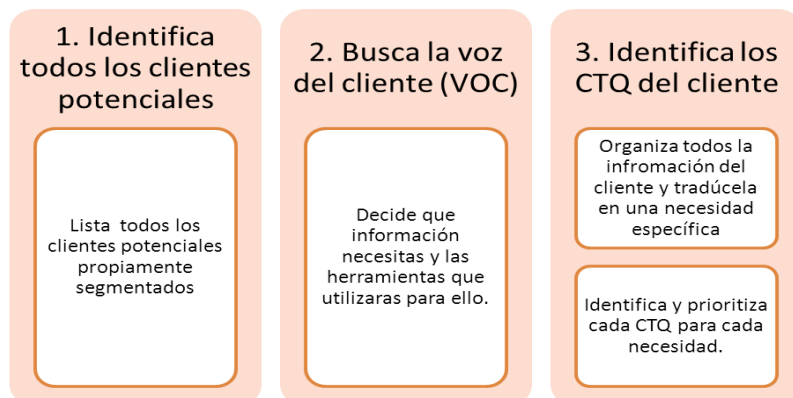 1. Identifica
todos los clientes
potenciales
Lista todos los
clientes potenciales
propiamente
segmentados
2. Busca la voz
del cliente (VOC)
Decide que
información
necesitas y las
herramientas que
utilizaras para ello.
3. Identifica los
CTQ del cliente
Organiza todos la
infromación del
cliente y tradúcela
en una necesidad
específica
Identifica y prioritiza
cada CTQ para cada
necesidad.